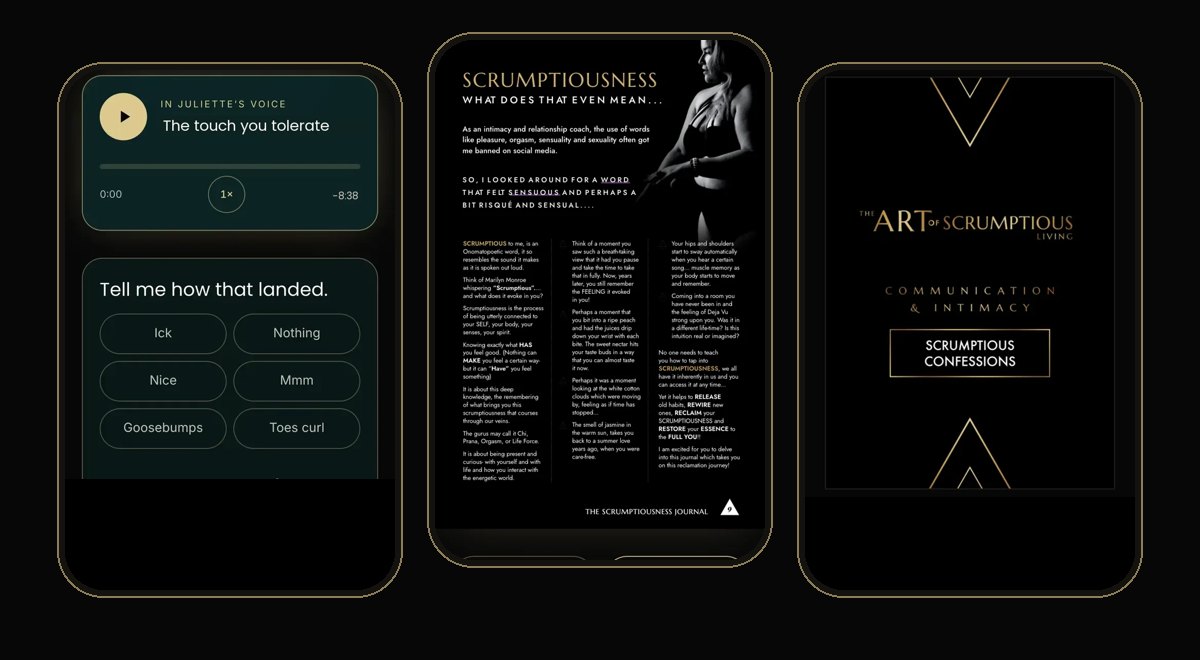 IN JULIETTE'S VOICE
The touch you tolerate
0:00
1×
-8:38
Tell me how that landed.
Ick
Nothing
Nice
Mmm
Goosebumps
Toes curl
SCRUMPTIOUSNESS
WHAT DOES THAT EVEN MEAN...
As an intimacy and relationship coach, the use of words
like pleasure, orgasm, sensuality and sexuality often got
me banned on social media.
SO, I LOOKED AROUND FOR A WORD
THAT FELT SENSUOUS AND PERHAPS A
BIT RISQUÉ AND SENSUAL....
SCRUMPTIOUS to me, is an
Onomatopoetic word, it so
resembles the sound it makes
as it is spoken out loud.
Think of Marilyn Monroe
whispering "Scrumptious"....
and what does it evoke in you?
Scrumptiousness is the process
of being utterly connected to
your SELF, your body, your
senses, your spirit.
Knowing exactly what HAS
you feel good. (Nothing can
MAKE you feel a certain way-
but it can "Have" you feel
something)
It is about this deep
knowledge, the remembering
of what brings you this
scrumptiousness that courses
through our veins.
The gurus may call it Chi,
Prana, Orgasm, or Life Force.
It is about being present and
curious- with yourself and with
life and how you interact with
the energetic world.
Think of a moment you
saw such a breath-taking
view that it had you pause
and take the time to take
that in fully. Now, years
later, you still remember
the FEELING it evoked
in you!
Perhaps a moment that
you bit into a ripe peach
and had the juices drip
down your wrist with each
bite. The sweet nectar hits
your taste buds in a way
that you can almost taste
it now.
Perhaps it was a moment
looking at the white cotton
clouds which were moving
by, feeling as if time has
stopped...
The smell of jasmine in
the warm sun, takes you
back to a summer love
years ago, when you were
care-free.
Your hips and shoulders
start to sway automatically
when you hear a certain
song... muscle memory as
your body starts to move
and remember.
Coming into a room you
have never been in and
the feeling of Deja Vu
strong upon you. Was it in
a different life-time? Is this
intuition real or imagined?
No one needs to teach
you how to tap into
SCRUMPTIOUSNESS, we all
have it inherently in us and you
can access it at any time...
Yet it helps to RELEASE
old habits, REWIRE new
ones, RECLAIM your
SCRUMPTIOUSNESS and
RESTORE your ESSENCE to
the FULL YOU!!
I am excited for you to delve
into this journal which takes you
on this reclamation journey!
THE SCRUMPTIOUSNESS JOURNAL
9
THE ART OF SCRUMPTIOUS
LIVING
COMMUNICATION
& INTIMACY
SCRUMPTIOUS
CONFESSIONS